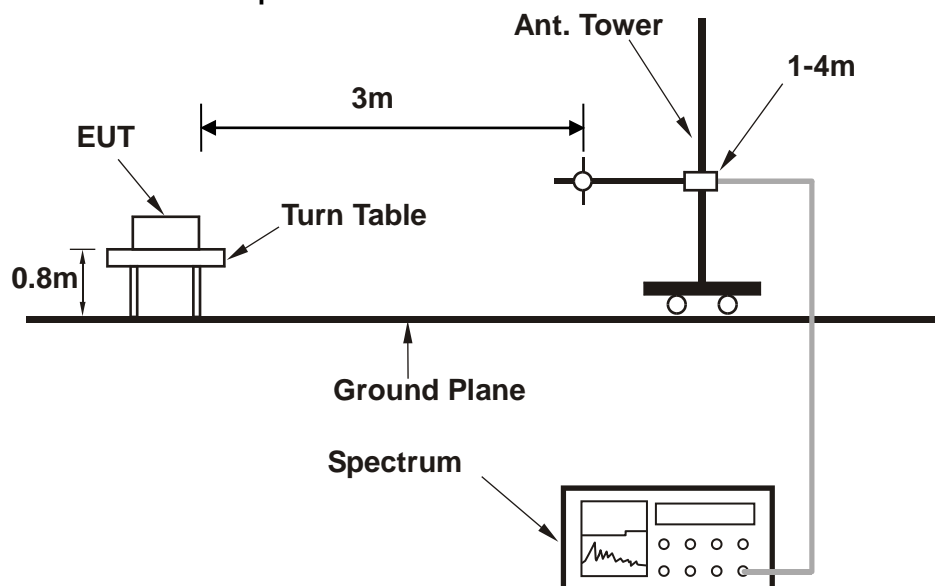 Ant. Tower
1-4m
3m
EUT
Turn Table
0.8m
Ground Plane
Spectrum